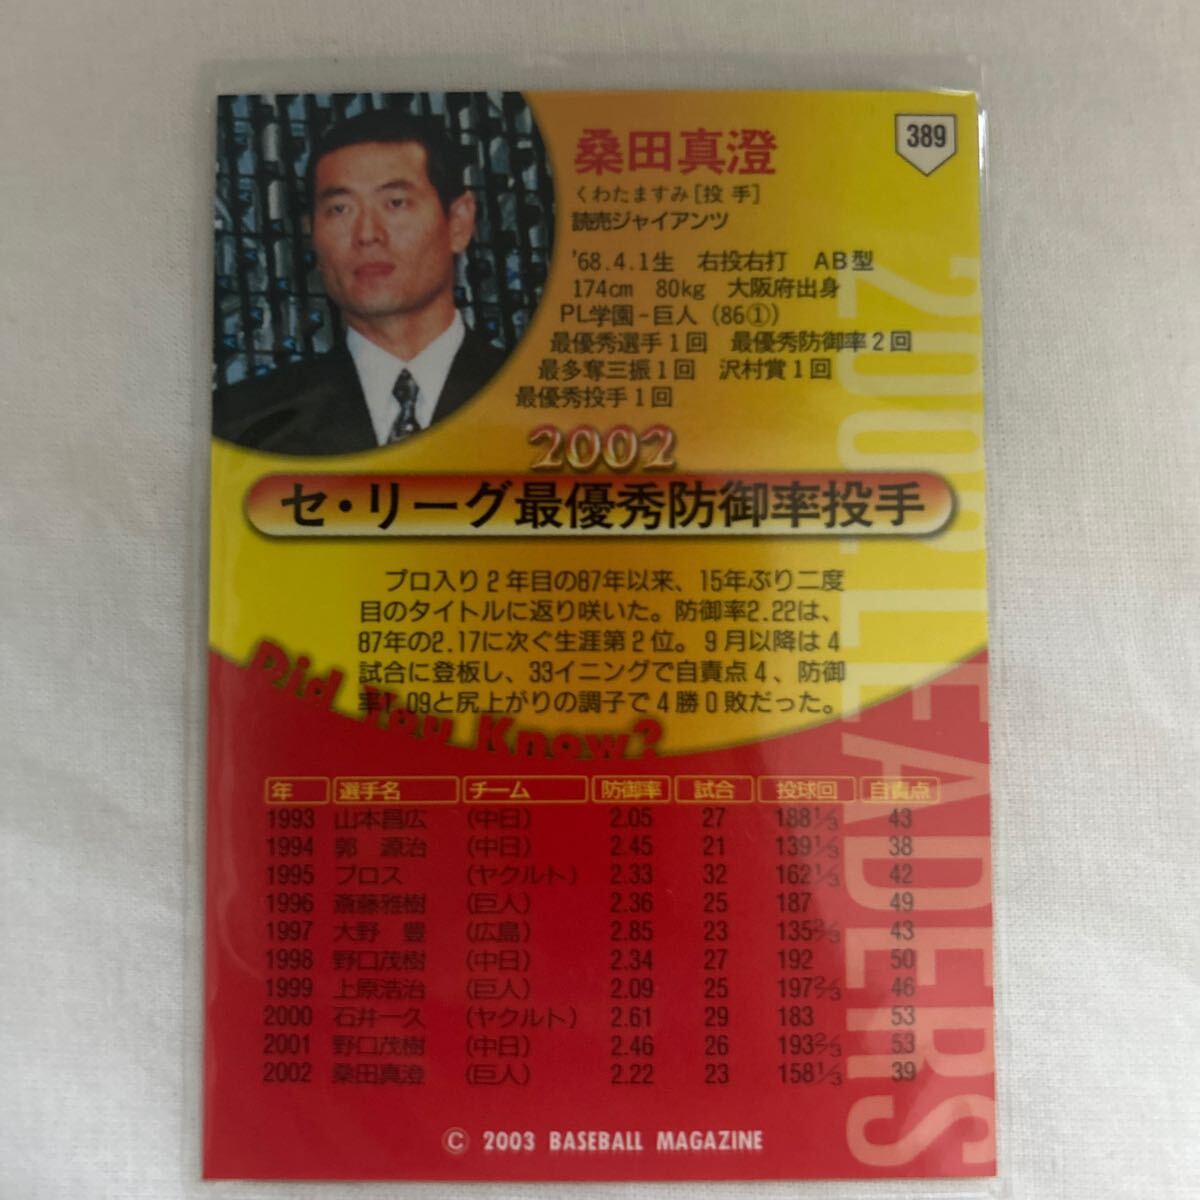 389
桑田真澄
くわたますみ[投 手]
読売ジャイアンツ
'68.4.1生 右投右打 AB型
174cm 80kg 大阪府出身
PL学園-巨人(86①)
最優秀選手1回 最優秀防御率2回
最多奪三振1回 沢村賞1回
最優秀投手1回
2002
セ・リーグ最優秀防御率投手
プロ入り2年目の87年以来、15年ぶり二度
目のタイトルに返り咲いた。防御率2.22は、
87年の2.17に次ぐ生涯第2位。9月以降は4
試合に登板し、33イニングで自責点4、防御
率1.09と尻上がりの調子で4勝0敗だった。
Did You Know?
年 選手名 チーム 防御率 試合 投球回 自責点
1993 山本昌広 (中日) 2.05 27 188 1/3 43
1994 郭 源治 (中日) 2.45 21 139 1/3 38
1995 ブロス (ヤクルト) 2.33 32 162 1/3 42
1996 斎藤雅樹 (巨人) 2.36 25 187 49
1997 大野 豊 (広島) 2.85 23 135 2/3 43
1998 野口茂樹 (中日) 2.34 27 192 50
1999 上原浩治 (巨人) 2.09 25 197 2/3 46
2000 石井一久 (ヤクルト) 2.61 29 183 53
2001 野口茂樹 (中日) 2.46 26 193 2/3 53
2002 桑田真澄 (巨人) 2.22 23 158 1/3 39
© 2003 BASEBALL MAGAZINE
'2002 LEADERS